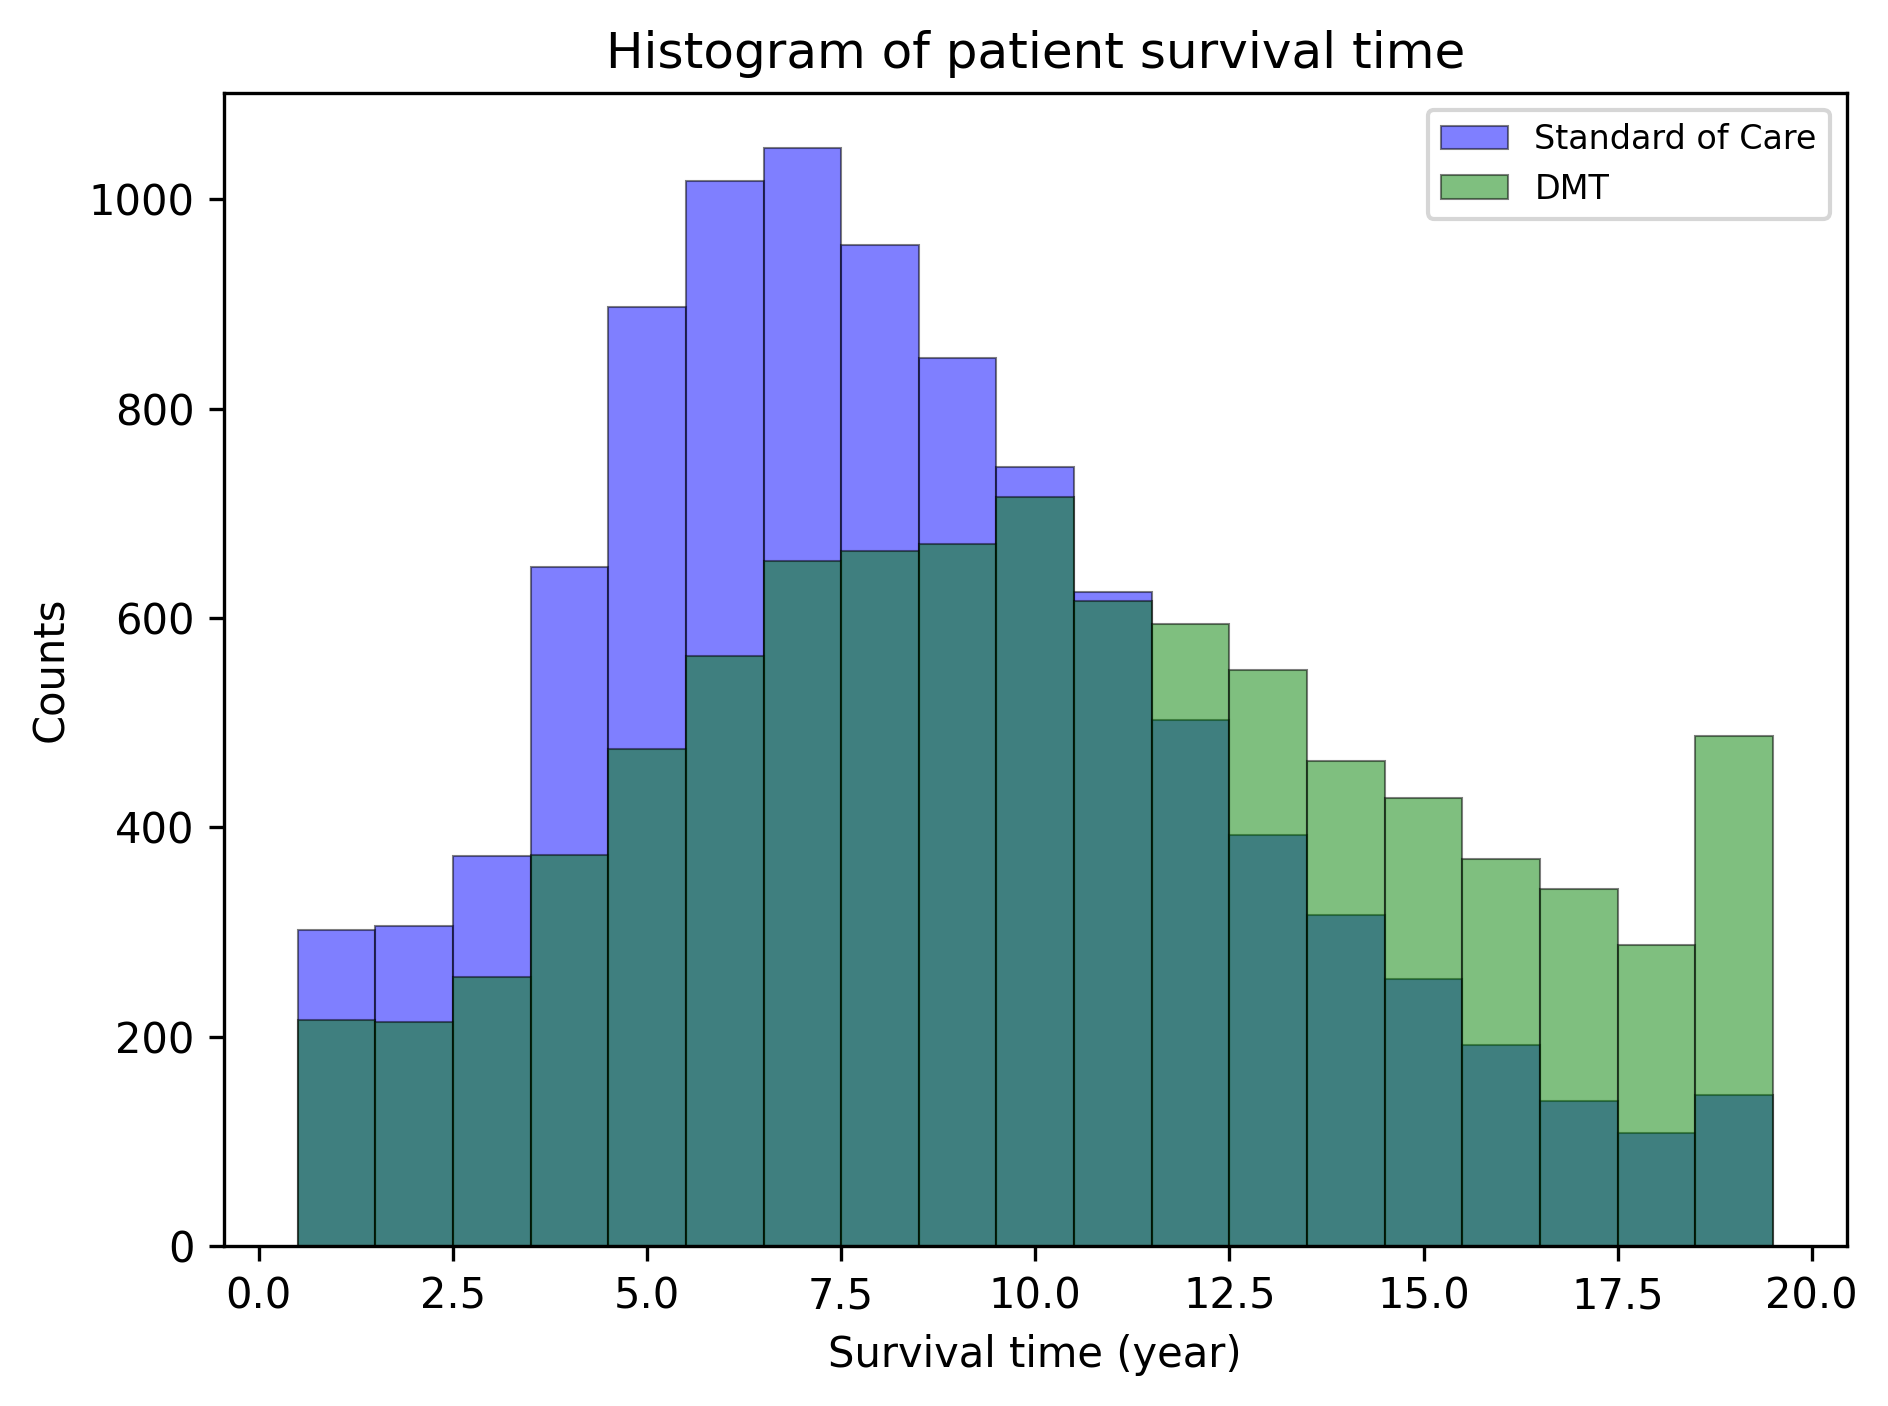 Histogram of patient survival time
Standard of Care
DMT
1000
800
600
400
200
0
Counts
0.0 2.5 5.0 7.5 10.0 12.5 15.0 17.5 20.0
Survival time (year)